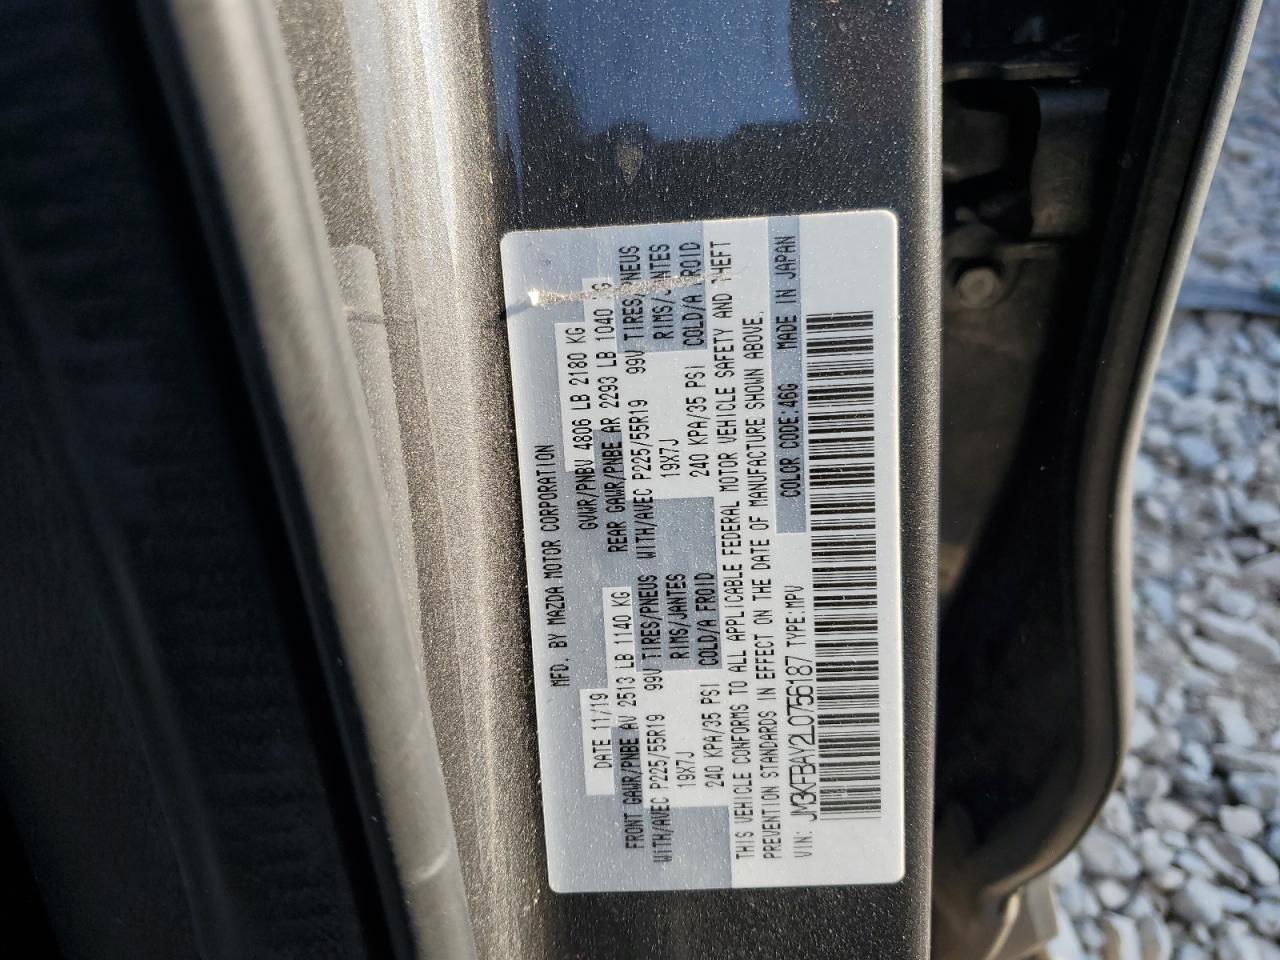 MFD. BY MAZDA MOTOR CORPORATION
DATE 11/19 GVWR/PNBV 4806 LB 2180 KG
FRONT GAWR/PNBE AV 2513 LB 1140 KG REAR GAWR/PNBE AR 2293 LB 1040 KG
WITH/AVEC P225/55R19 99V TIRES/PNEUS WITH/AVEC P225/55R19 99V TIRES/PNEUS
19X7J RIMS/JANTES 19X7J RIMS/JANTES
240 KPA/35 PSI COLD/A FROID 240 KPA/35 PSI COLD/A FROID
THIS VEHICLE CONFORMS TO ALL APPLICABLE FEDERAL MOTOR VEHICLE SAFETY AND THEFT
PREVENTION STANDARDS IN EFFECT ON THE DATE OF MANUFACTURE SHOWN ABOVE.
VIN: JM3KFBAY2L0756187 TYPE:MPV COLOR CODE:46G MADE IN JAPAN